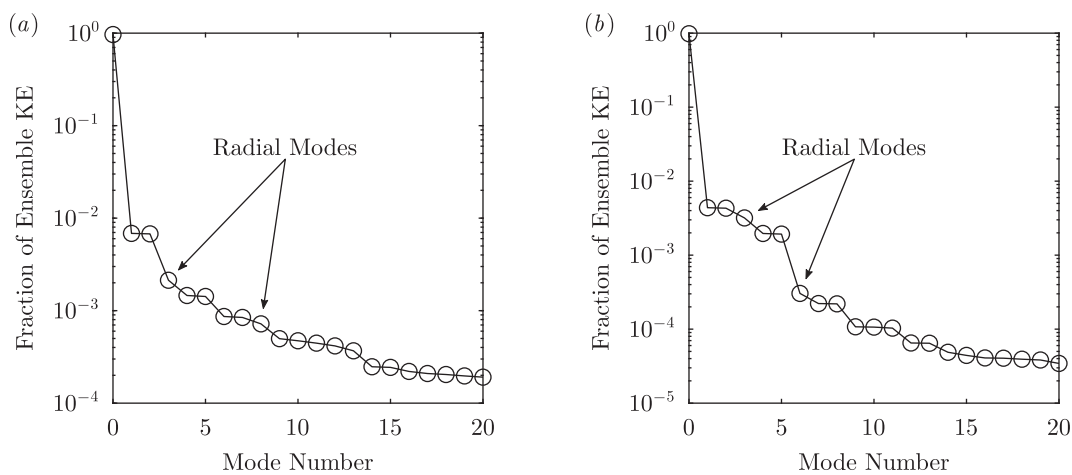 (a)
Fraction of Ensemble KE
10^0
10^-1
10^-2
10^-3
10^-4
Radial Modes
0 5 10 15 20
Mode Number
(b)
Fraction of Ensemble KE
10^0
10^-1
10^-2
10^-3
10^-4
10^-5
Radial Modes
0 5 10 15 20
Mode Number